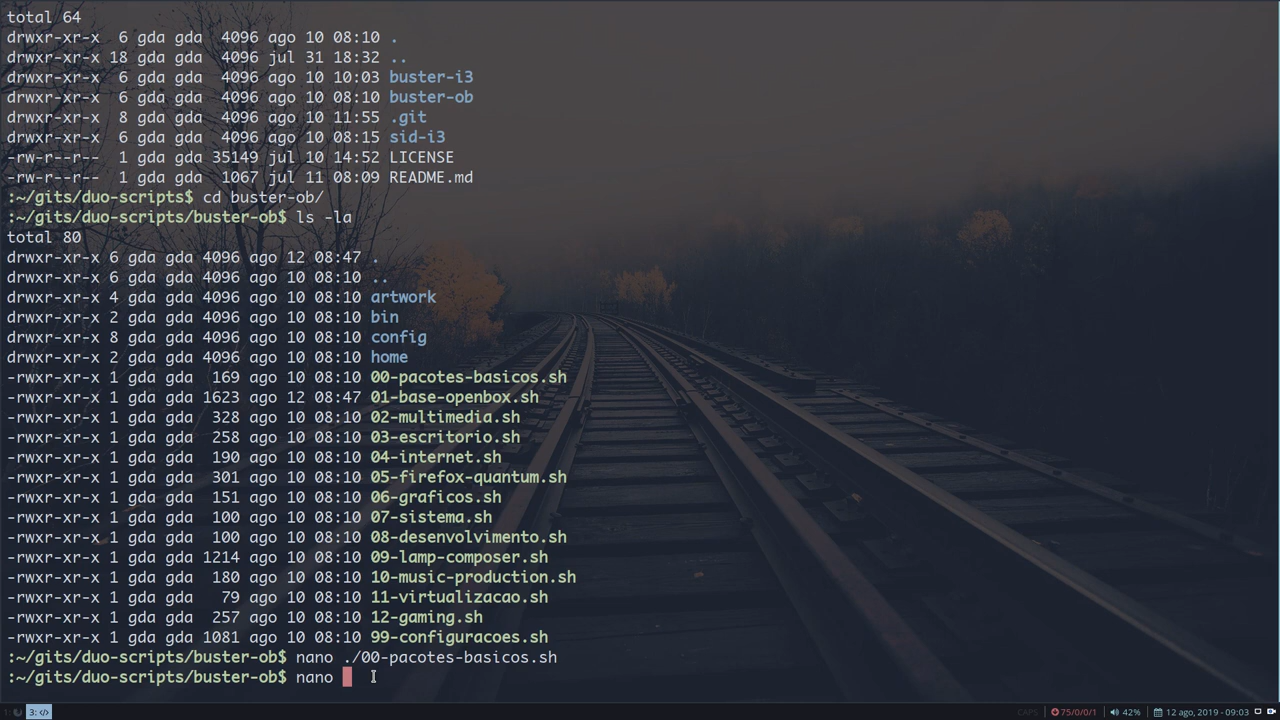 total 64
drwxr-xr-x  6 gda gda  4096 ago 10 08:10 .
drwxr-xr-x 18 gda gda  4096 jul 31 18:32 ..
drwxr-xr-x  6 gda gda  4096 ago 10 10:03 buster-i3
drwxr-xr-x  6 gda gda  4096 ago 10 08:10 buster-ob
drwxr-xr-x  8 gda gda  4096 ago 10 11:55 .git
drwxr-xr-x  6 gda gda  4096 ago 10 08:15 sid-i3
-rw-r--r--  1 gda gda 35149 jul 10 14:52 LICENSE
-rw-r--r--  1 gda gda  1067 jul 11 08:09 README.md
:~/gits/duo-scripts$ cd buster-ob/
:~/gits/duo-scripts/buster-ob$ ls -la
total 80
drwxr-xr-x 6 gda gda 4096 ago 12 08:47 .
drwxr-xr-x 6 gda gda 4096 ago 10 08:10 ..
drwxr-xr-x 4 gda gda 4096 ago 10 08:10 artwork
drwxr-xr-x 2 gda gda 4096 ago 10 08:10 bin
drwxr-xr-x 8 gda gda 4096 ago 10 08:10 config
drwxr-xr-x 2 gda gda 4096 ago 10 08:10 home
-rwxr-xr-x 1 gda gda  169 ago 10 08:10 00-pacotes-basicos.sh
-rwxr-xr-x 1 gda gda 1623 ago 12 08:47 01-base-openbox.sh
-rwxr-xr-x 1 gda gda  328 ago 10 08:10 02-multimedia.sh
-rwxr-xr-x 1 gda gda  258 ago 10 08:10 03-escritorio.sh
-rwxr-xr-x 1 gda gda  190 ago 10 08:10 04-internet.sh
-rwxr-xr-x 1 gda gda  301 ago 10 08:10 05-firefox-quantum.sh
-rwxr-xr-x 1 gda gda  151 ago 10 08:10 06-graficos.sh
-rwxr-xr-x 1 gda gda  100 ago 10 08:10 07-sistema.sh
-rwxr-xr-x 1 gda gda  100 ago 10 08:10 08-desenvolvimento.sh
-rwxr-xr-x 1 gda gda 1214 ago 10 08:10 09-lamp-composer.sh
-rwxr-xr-x 1 gda gda  180 ago 10 08:10 10-music-production.sh
-rwxr-xr-x 1 gda gda   79 ago 10 08:10 11-virtualizacao.sh
-rwxr-xr-x 1 gda gda  257 ago 10 08:10 12-gaming.sh
-rwxr-xr-x 1 gda gda 1081 ago 10 08:10 99-configuracoes.sh
:~/gits/duo-scripts/buster-ob$ nano ./00-pacotes-basicos.sh
:~/gits/duo-scripts/buster-ob$ nano
1: 3: </> CAPS 75/0/0/1 42% 12 ago, 2019 - 09:03